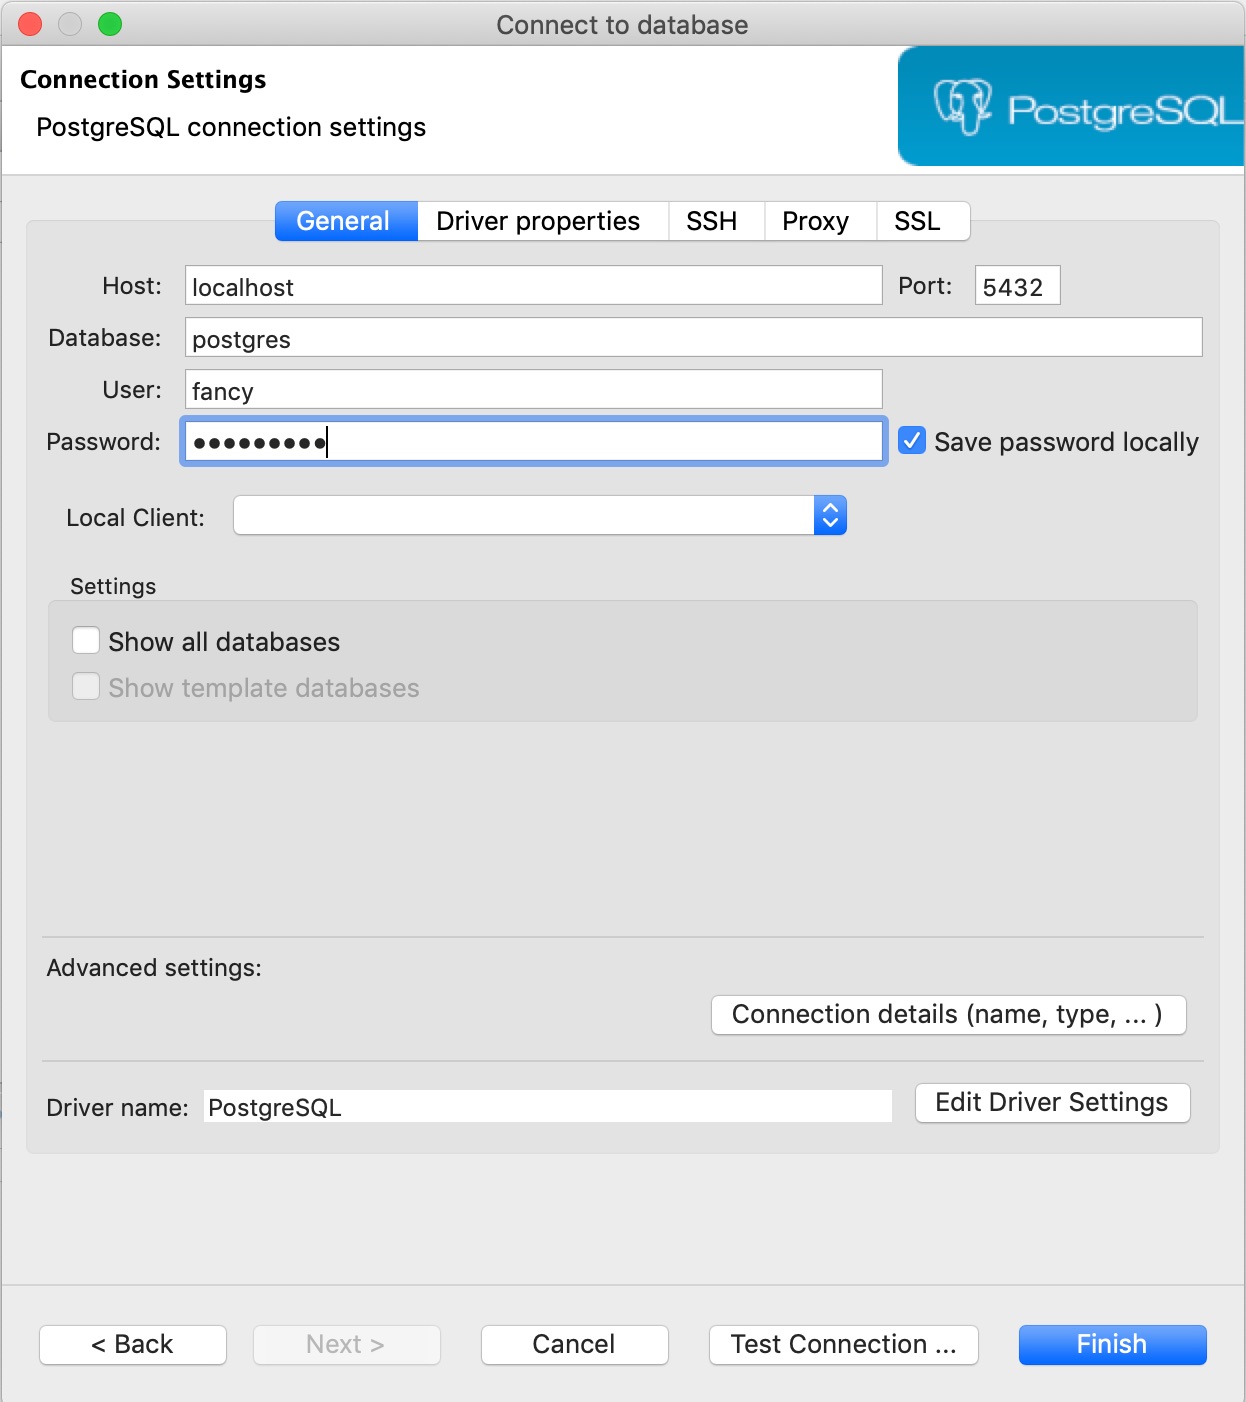 Connect to database
Connection Settings
PostgreSQL connection settings
PostgreSQL
General Driver properties SSH Proxy SSL
Host: localhost Port: 5432
Database: postgres
User: fancy
Password: ●●●●●●●●● Save password locally
Local Client:
Settings
Show all databases
Show template databases
Advanced settings:
Connection details (name, type, ... )
Driver name: PostgreSQL Edit Driver Settings
< Back Next > Cancel Test Connection ... Finish